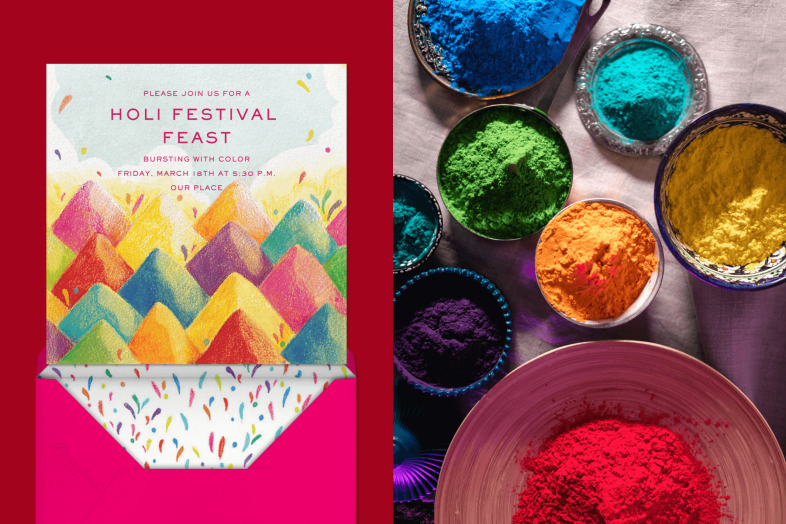 PLEASE JOIN US FOR A
HOLI FESTIVAL
FEAST
BURSTING WITH COLOR
FRIDAY, MARCH 18TH AT 5:30 P.M.
OUR PLACE